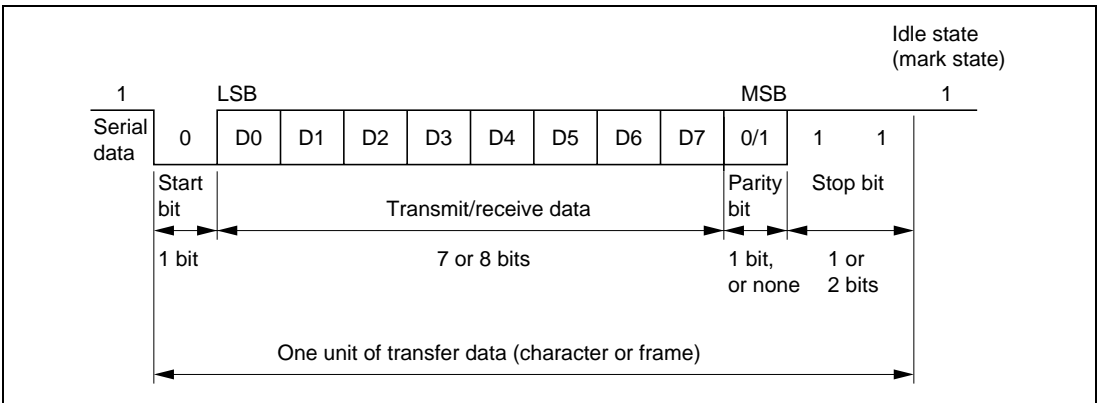 Idle state
(mark state)
1 LSB MSB 1
Serial
data
0 D0 D1 D2 D3 D4 D5 D6 D7 0/1 1 1
Start
bit
Transmit/receive data
Parity
bit
Stop bit
1 bit
7 or 8 bits
1 bit,
or none
1 or
2 bits
One unit of transfer data (character or frame)